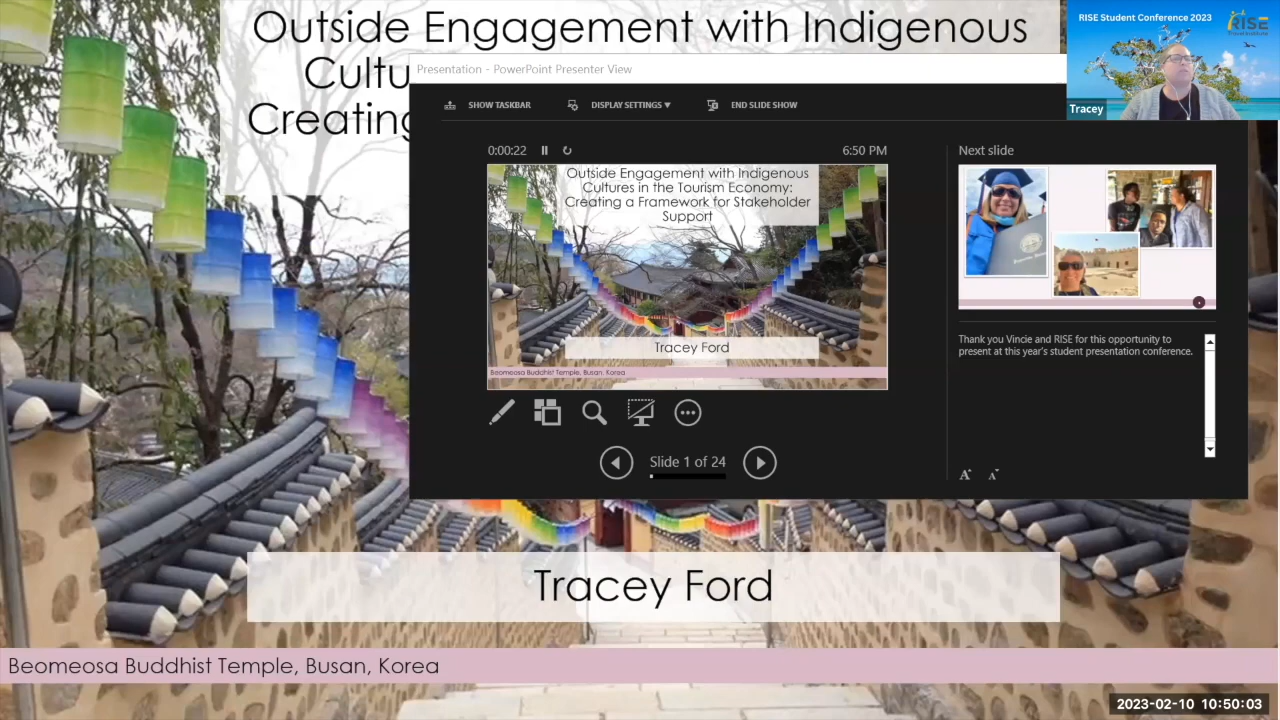 Outside Engagement with Indigenous
Cultu
Creating
Presentation - PowerPoint Presenter View
SHOW TASKBAR
DISPLAY SETTINGS ▼
END SLIDE SHOW
RISE Student Conference 2023
RISE
Travel Institute
Tracey
0:00:22
6:50 PM
Outside Engagement with Indigenous
Cultures in the Tourism Economy:
Creating a Framework for Stakeholder
Support
Tracey Ford
Beomeosa Buddhist Temple, Busan, Korea
Slide 1 of 24
Next slide
Thank you Vincie and RISE for this opportunity to
present at this year's student presentation conference.
A A
Tracey Ford
Beomeosa Buddhist Temple, Busan, Korea
2023-02-10 10:50:03